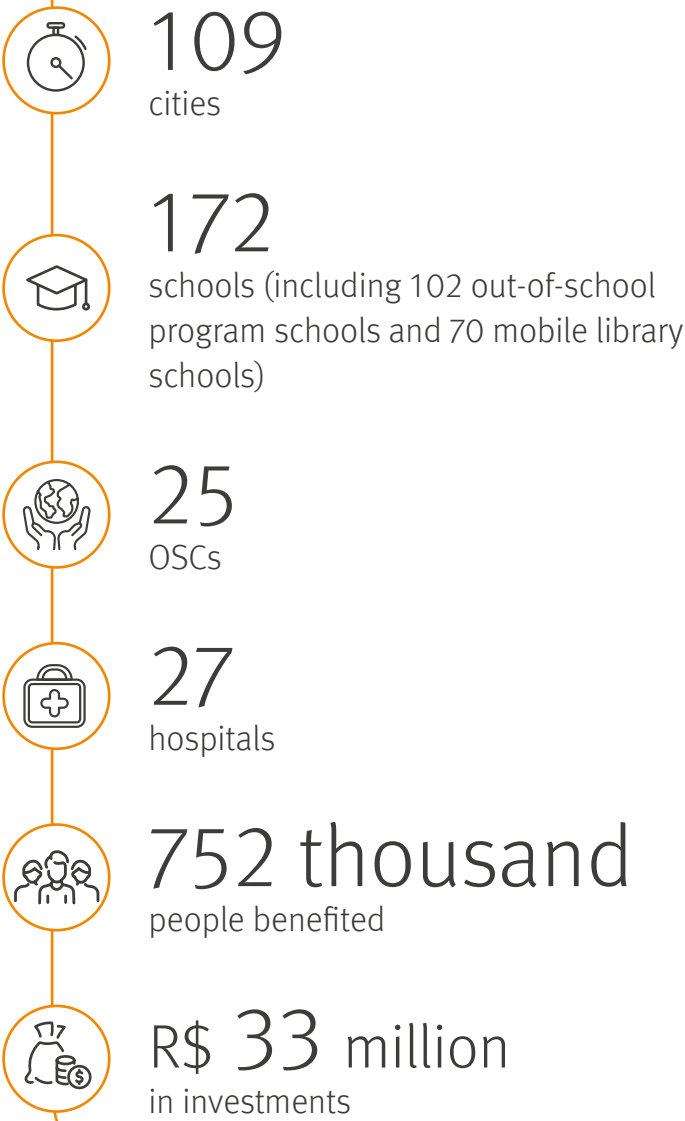 109
cities
172
schools (including 102 out-of-school
program schools and 70 mobile library
schools)
25
OSCs
27
hospitals
752 thousand
people benefited
R$ 33 million
in investments